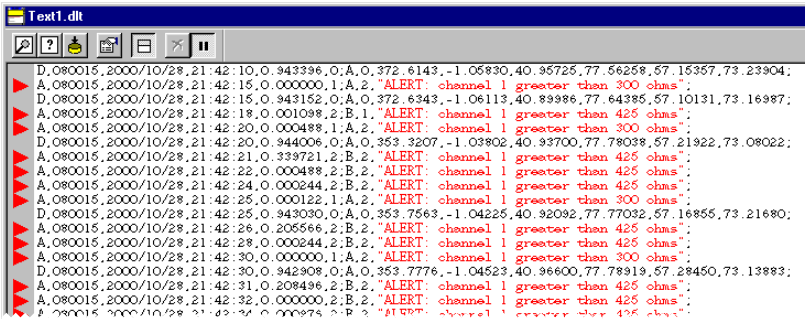 Text1.dlt
D,080015,2000/10/28,21:42:10,0.943396,0;A,0,372.6143,-1.05830,40.95725,77.56258,57.15357,73.23904;
A,080015,2000/10/28,21:42:15,0.000000,1;A,2,"ALERT: channel 1 greater than 300 ohms";
D,080015,2000/10/28,21:42:15,0.943152,0;A,0,372.6343,-1.06113,40.89986,77.64385,57.10131,73.16987;
A,080015,2000/10/28,21:42:18,0.001098,2;B,1,"ALERT: channel 1 greater than 425 ohms";
A,080015,2000/10/28,21:42:20,0.000488,1;A,2,"ALERT: channel 1 greater than 300 ohms";
D,080015,2000/10/28,21:42:20,0.944006,0;A,0,353.3207,-1.03802,40.93700,77.78038,57.21922,73.08022;
A,080015,2000/10/28,21:42:21,0.339721,2;B,2,"ALERT: channel 1 greater than 425 ohms";
A,080015,2000/10/28,21:42:22,0.000488,2;B,2,"ALERT: channel 1 greater than 425 ohms";
A,080015,2000/10/28,21:42:24,0.000244,2;B,2,"ALERT: channel 1 greater than 425 ohms";
A,080015,2000/10/28,21:42:25,0.000122,1;A,2,"ALERT: channel 1 greater than 300 ohms";
D,080015,2000/10/28,21:42:25,0.943030,0;A,0,353.7563,-1.04225,40.92092,77.77032,57.16855,73.21680;
A,080015,2000/10/28,21:42:26,0.205566,2;B,2,"ALERT: channel 1 greater than 425 ohms";
A,080015,2000/10/28,21:42:28,0.000244,2;B,2,"ALERT: channel 1 greater than 425 ohms";
A,080015,2000/10/28,21:42:30,0.000000,1;A,2,"ALERT: channel 1 greater than 300 ohms";
D,080015,2000/10/28,21:42:30,0.942908,0;A,0,353.7776,-1.04523,40.96600,77.78919,57.28450,73.13883;
A,080015,2000/10/28,21:42:31,0.208496,2;B,2,"ALERT: channel 1 greater than 425 ohms";
A,080015,2000/10/28,21:42:32,0.000000,2;B,2,"ALERT: channel 1 greater than 425 ohms";